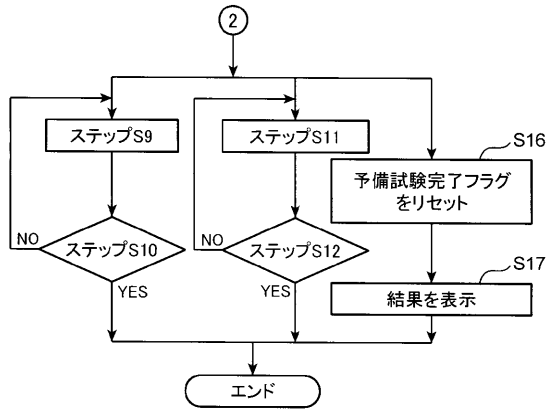 2
ステップS9
ステップS11
S16
予備試験完了フラグ
をリセット
NO
ステップS10
NO
ステップS12
S17
YES
YES
結果を表示
エンド